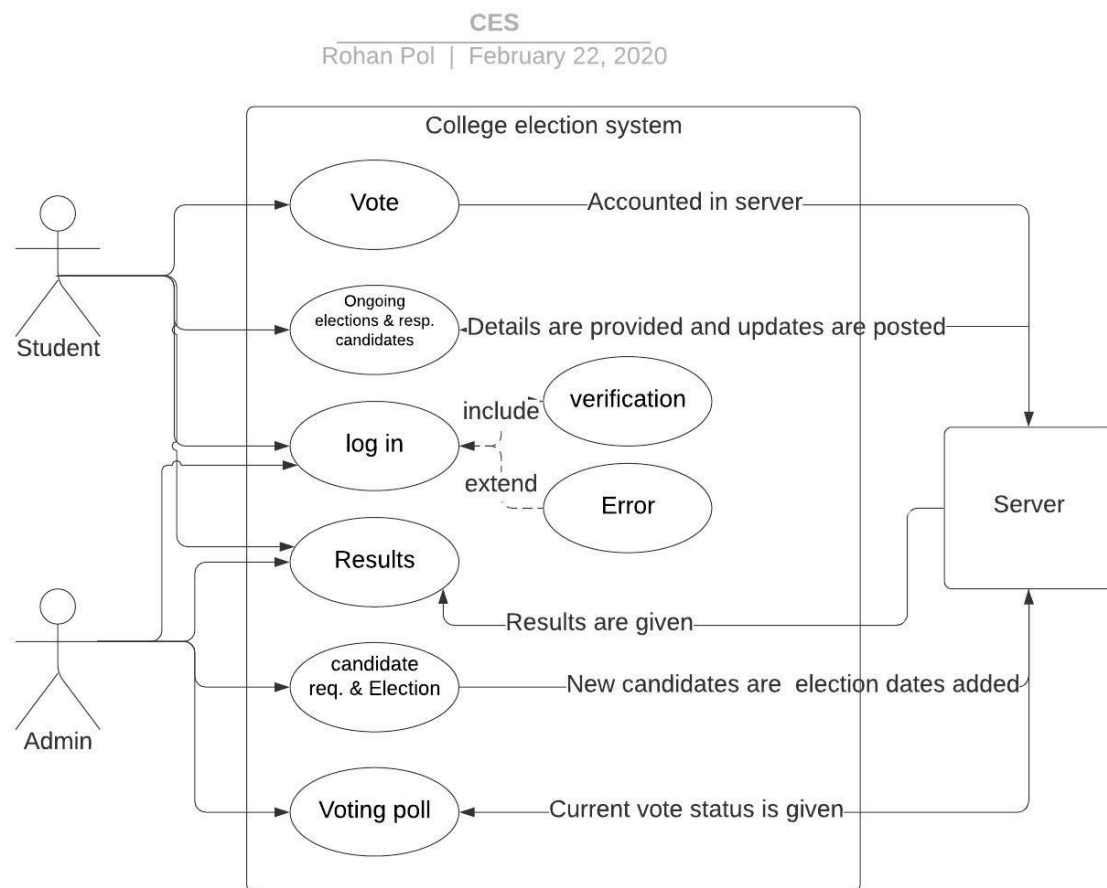 CES
Rohan Pol | February 22, 2020
College election system
Vote
Accounted in server
Ongoing
elections & resp.
candidates
Details are provided and updates are posted
Student
verification
include
log in
extend
Error
Server
Results
Results are given
candidate
req. & Election
New candidates are  election dates added
Admin
Voting poll
Current vote status is given